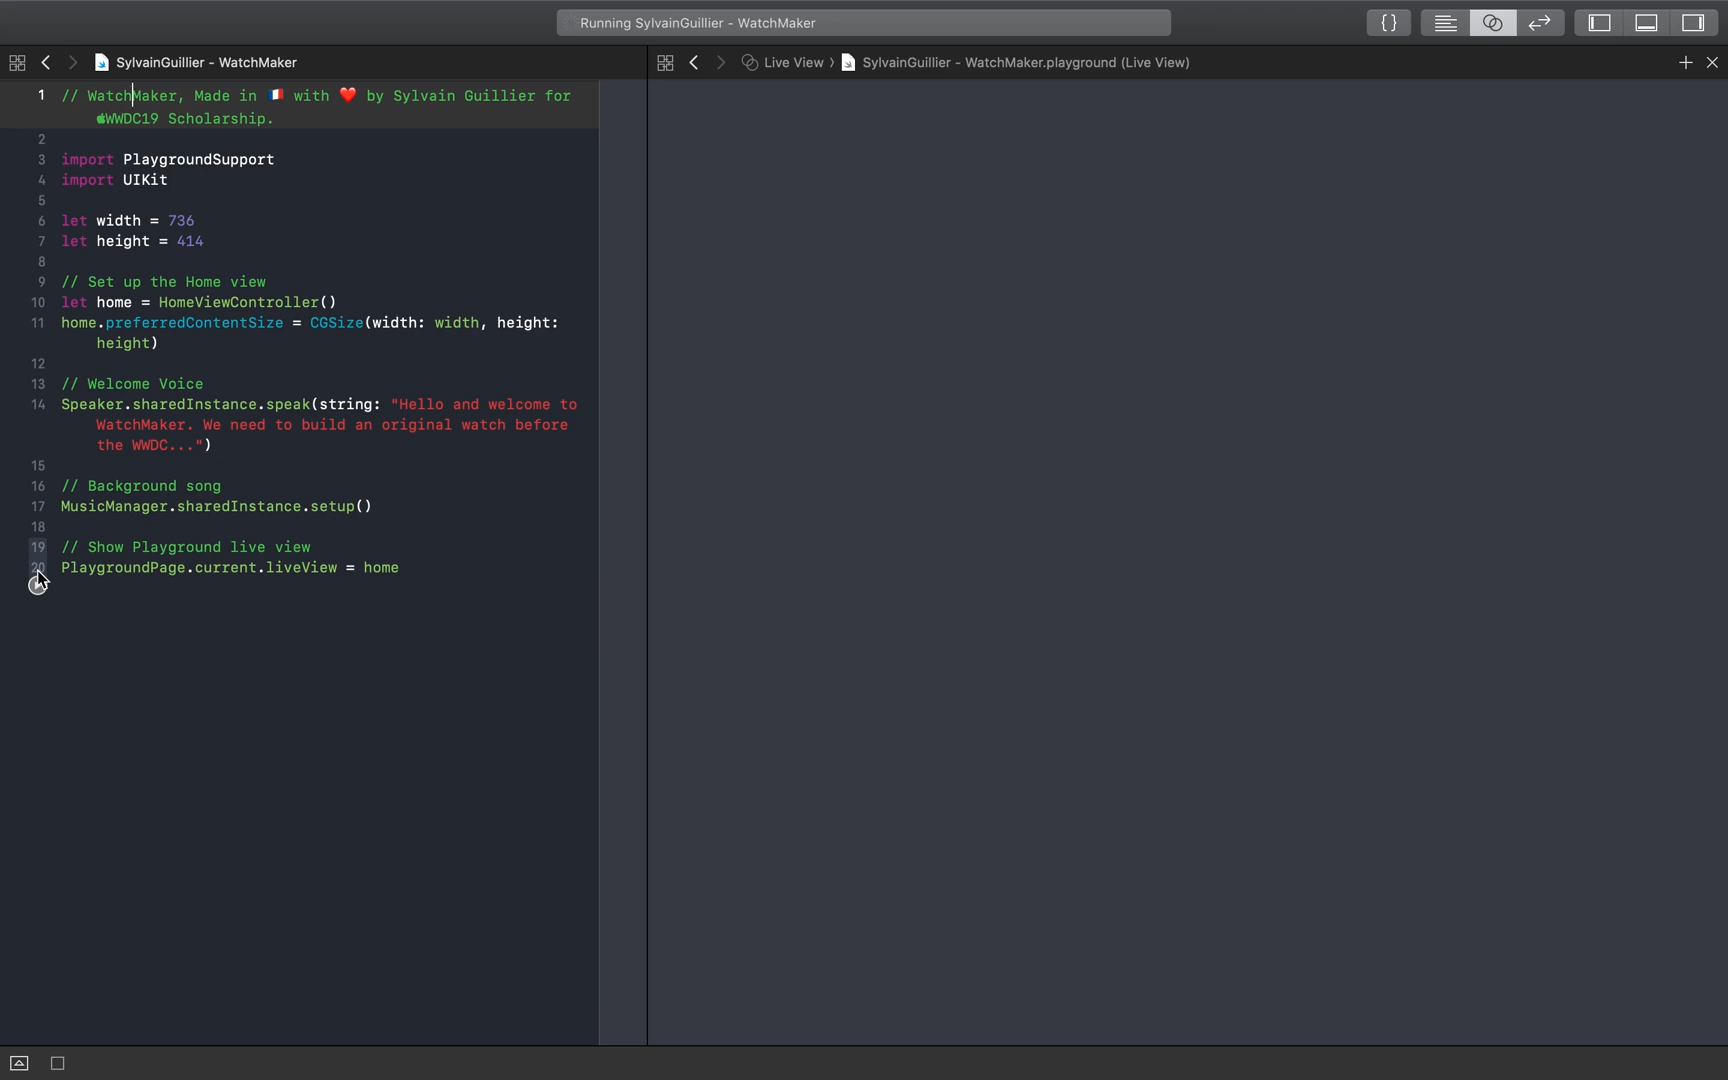 Running SylvainGuillier - WatchMaker
{}
SylvainGuillier - WatchMaker
Live View 〉 SylvainGuillier - WatchMaker.playground (Live View)
1 // WatchMaker, Made in 🇫🇷 with ❤️ by Sylvain Guillier for
WWDC19 Scholarship.
2
3 import PlaygroundSupport
4 import UIKit
5
6 let width = 736
7 let height = 414
8
9 // Set up the Home view
10 let home = HomeViewController()
11 home.preferredContentSize = CGSize(width: width, height:
height)
12
13 // Welcome Voice
14 Speaker.sharedInstance.speak(string: "Hello and welcome to
WatchMaker. We need to build an original watch before
the WWDC...")
15
16 // Background song
17 MusicManager.sharedInstance.setup()
18
19 // Show Playground live view
20 PlaygroundPage.current.liveView = home